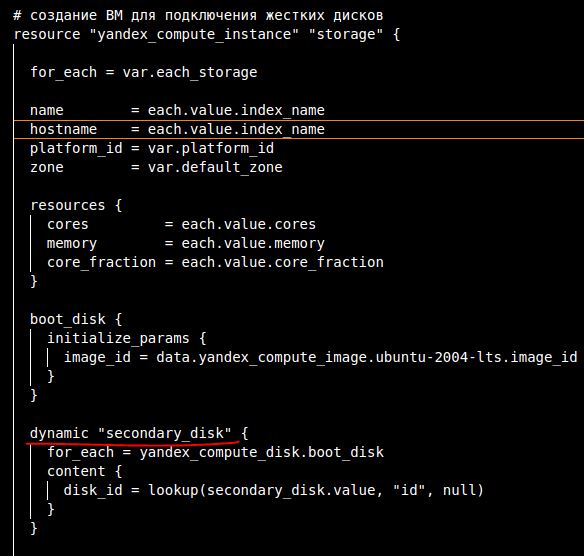 # создание ВМ для подключения жестких дисков
resource "yandex_compute_instance" "storage" {
for_each = var.each_storage
name        = each.value.index_name
hostname    = each.value.index_name
platform_id = var.platform_id
zone        = var.default_zone
resources {
cores         = each.value.cores
memory        = each.value.memory
core_fraction = each.value.core_fraction
}
boot_disk {
initialize_params {
image_id = data.yandex_compute_image.ubuntu-2004-lts.image_id
}
}
dynamic "secondary_disk" {
for_each = yandex_compute_disk.boot_disk
content {
disk_id = lookup(secondary_disk.value, "id", null)
}
}